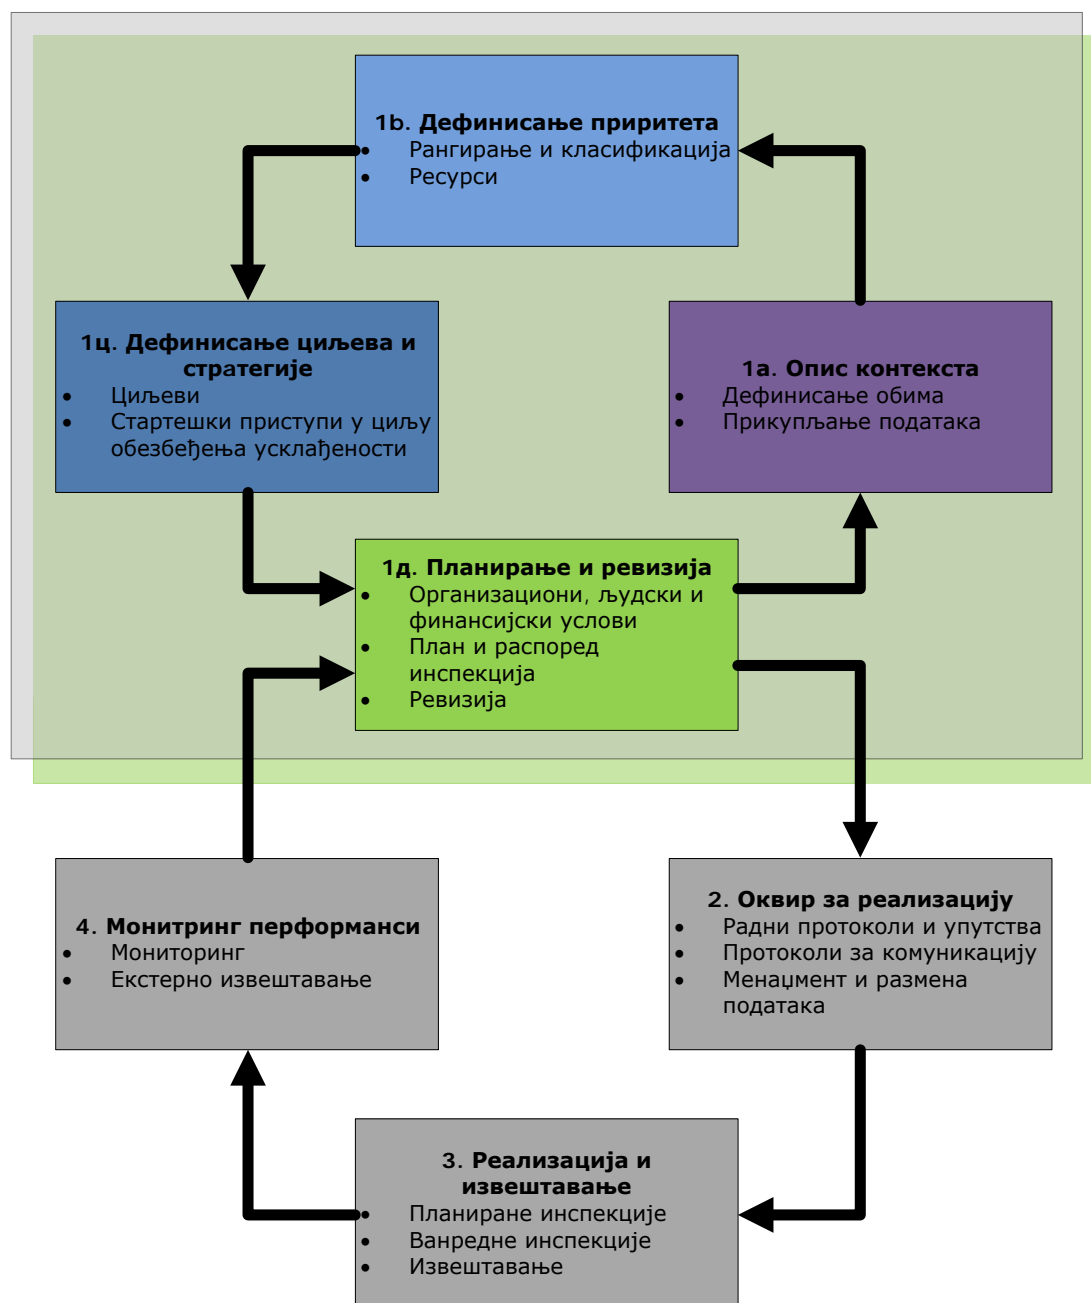 1b. Дефинисање приритета
• Рангирање и класификација
• Ресурси
1ц. Дефинисање циљева и
стратегије
• Циљеви
• Стартешки приступи у циљу
обезбеђења усклађености
1а. Опис контекста
• Дефинисање обима
• Прикупљање података
1д. Планирање и ревизија
• Организациони, људски и
финансијски услови
• План и распоред
инспекција
• Ревизија
4. Монитринг перформанси
• Мониторинг
• Екстерно извештавање
2. Оквир за реализацију
• Радни протоколи и упутства
• Протоколи за комуникацију
• Менаџмент и размена
података
3. Реализација и
извештавање
• Планиране инспекције
• Ванредне инспекције
• Извештавање